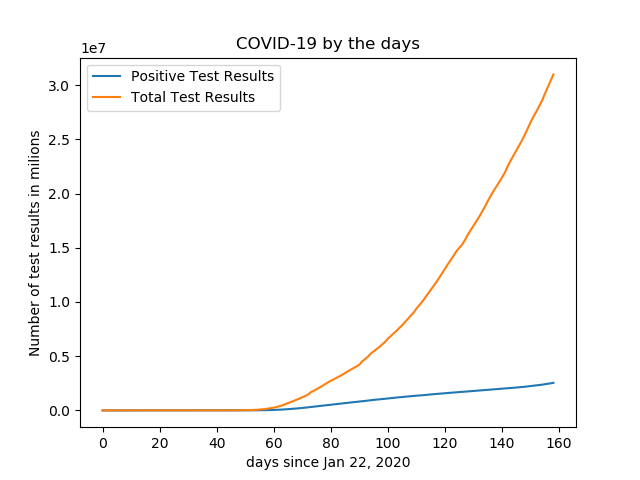 COVID-19 by the days
1e7
Positive Test Results
Total Test Results
3.0
2.5
2.0
1.5
1.0
0.5
0.0
Number of test results in milions
0 20 40 60 80 100 120 140 160
days since Jan 22, 2020